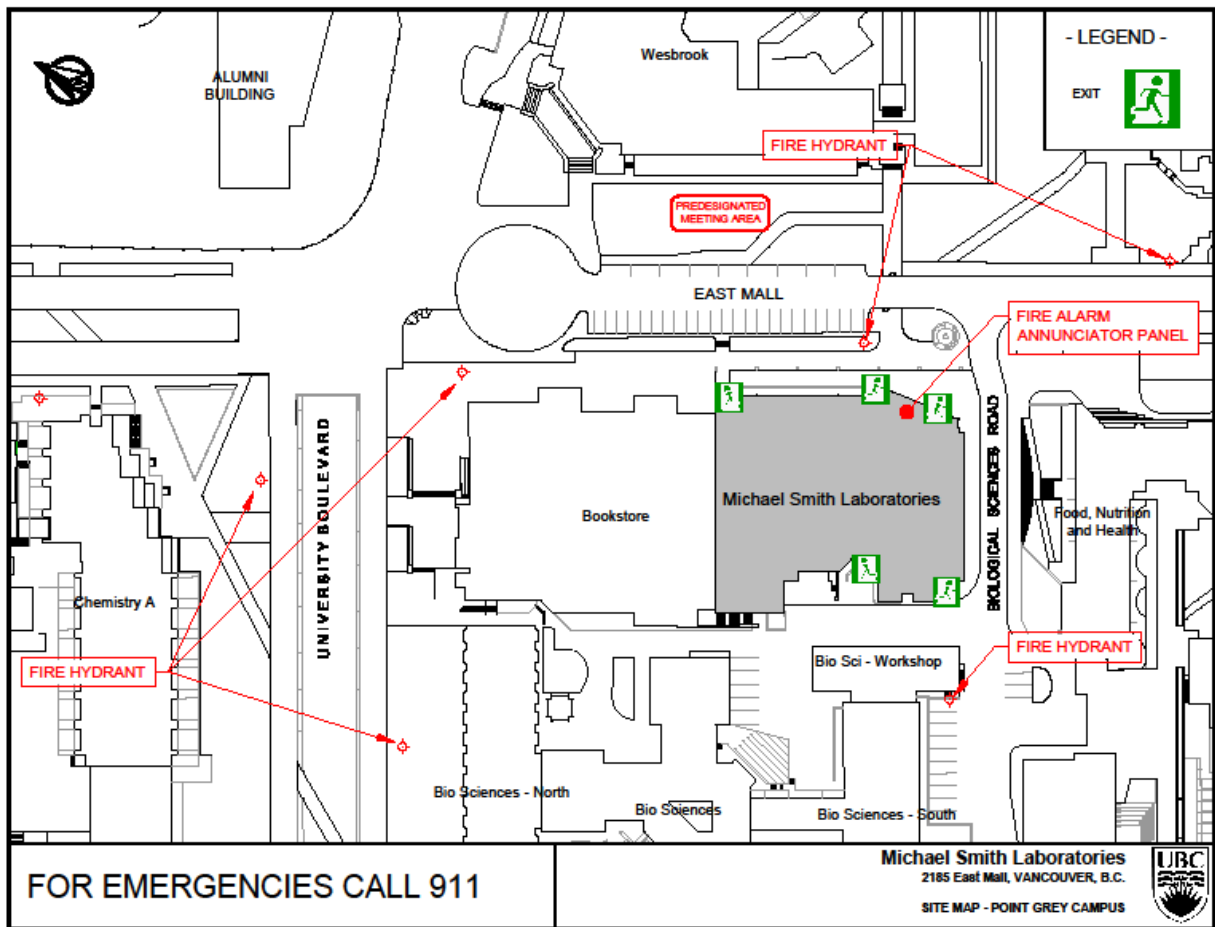 - LEGEND -
EXIT
ALUMNI
BUILDING
Wesbrook
FIRE HYDRANT
PREDESIGNATED
MEETING AREA
EAST MALL
FIRE ALARM
ANNUNCIATOR PANEL
UNIVERSITY BOULEVARD
Bookstore
Michael Smith Laboratories
BIOLOGICAL SCIENCES ROAD
Food, Nutrition
and Health
Chemistry A
FIRE HYDRANT
Bio Sci - Workshop
FIRE HYDRANT
Bio Sciences - North
Bio Sciences
Bio Sciences - South
FOR EMERGENCIES CALL 911
Michael Smith Laboratories
2185 East Mall, VANCOUVER, B.C.
SITE MAP - POINT GREY CAMPUS
UBC